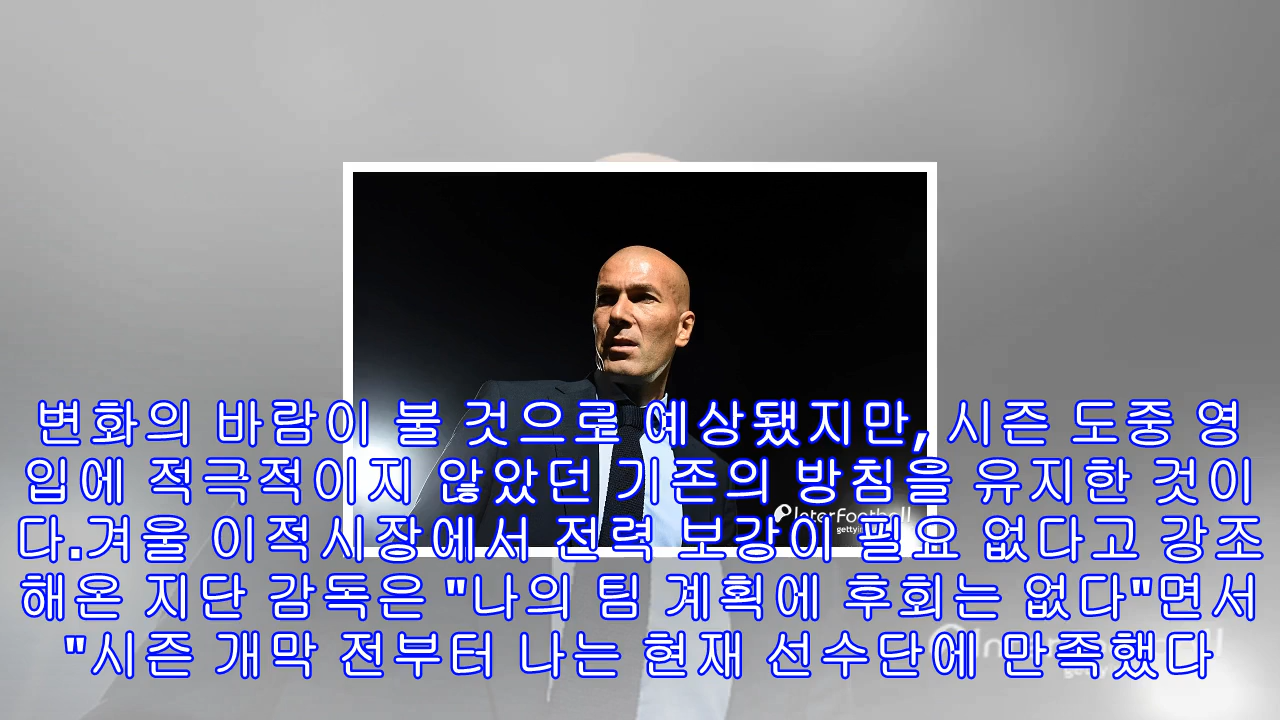 변화의 바람이 불 것으로 예상됐지만, 시즌 도중 영
입에 적극적이지 않았던 기존의 방침을 유지한 것이
다.겨울 이적시장에서 전력 보강이 필요 없다고 강조
해온 지단 감독은 "나의 팀 계획에 후회는 없다"면서
"시즌 개막 전부터 나는 현재 선수단에 만족했다
InterFootball